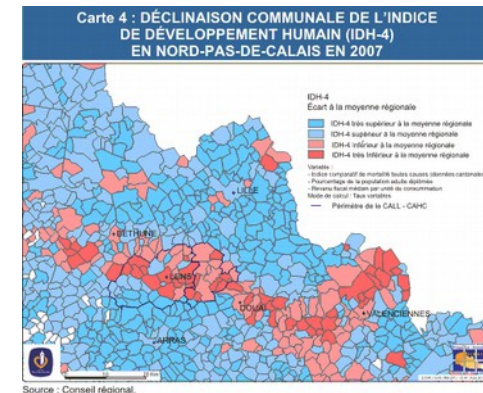 Carte 4 : DÉCLINAISON COMMUNALE DE L'INDICE
DE DÉVELOPPEMENT HUMAIN (IDH-4)
EN NORD-PAS-DE-CALAIS EN 2007
IDH-4
Écart à la moyenne régionale
IDH-4 très supérieur à la moyenne régionale
IDH-4 supérieur à la moyenne régionale
IDH-4 inférieur à la moyenne régionale
IDH-4 très inférieur à la moyenne régionale
Variable :
- Indice comparatif de mortalité toutes causes (données cantonales)
- Pourcentage de la population adulte diplômée
- Revenu fiscal médian par unité de consommation
Mode de calcul : Taux variables
Périmètre de la CALL - CAHC
LILLE
BÉTHUNE
LENS
DOUAI
VALENCIENNES
ARRAS
Source : Conseil régional.